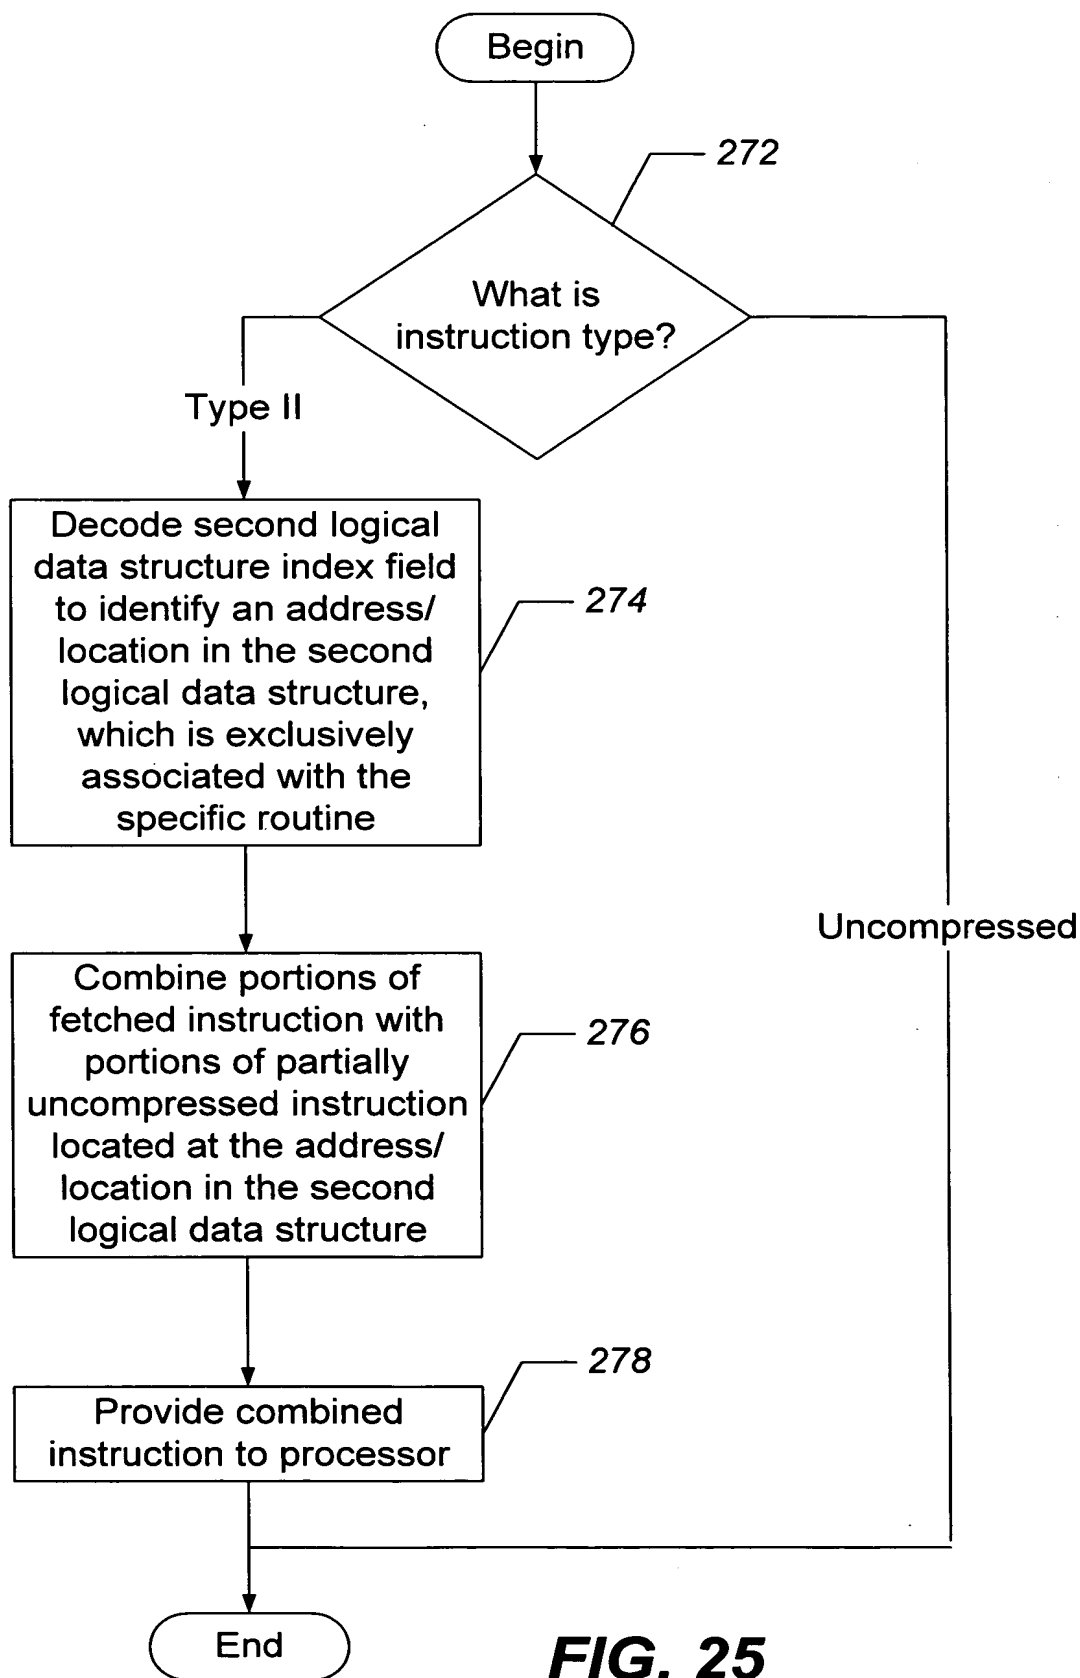 Begin
272
What is
instruction type?
Type II
Decode second logical
data structure index field
to identify an address/
location in the second
logical data structure,
which is exclusively
associated with the
specific routine
274
Uncompressed
Combine portions of
fetched instruction with
portions of partially
uncompressed instruction
located at the address/
location in the second
logical data structure
276
Provide combined
instruction to processor
278
End
FIG. 25